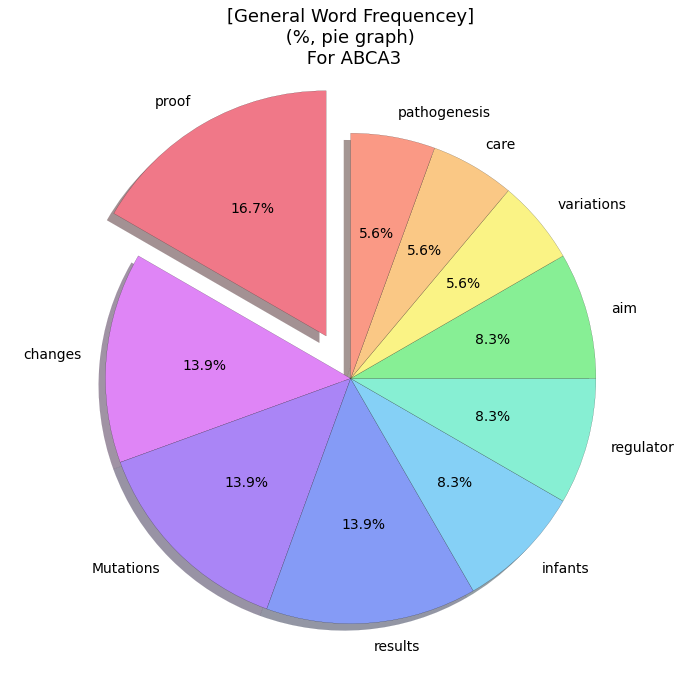 [General Word Frequencey]
(%, pie graph)
For ABCA3
proof
16.7%
pathogenesis
5.6%
care
5.6%
variations
5.6%
aim
8.3%
regulator
8.3%
infants
8.3%
results
13.9%
Mutations
13.9%
changes
13.9%